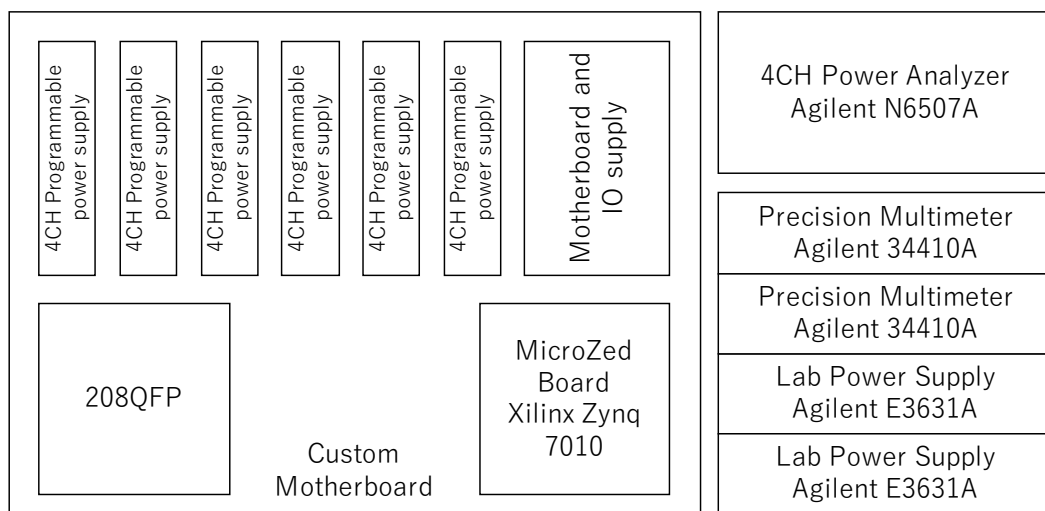 4CH Programmable
power supply
4CH Programmable
power supply
4CH Programmable
power supply
4CH Programmable
power supply
4CH Programmable
power supply
4CH Programmable
power supply
Motherboard and
IO supply
4CH Power Analyzer
Agilent N6507A
Precision Multimeter
Agilent 34410A
Precision Multimeter
Agilent 34410A
Lab Power Supply
Agilent E3631A
Lab Power Supply
Agilent E3631A
208QFP
Custom
Motherboard
MicroZed
Board
Xilinx Zynq
7010